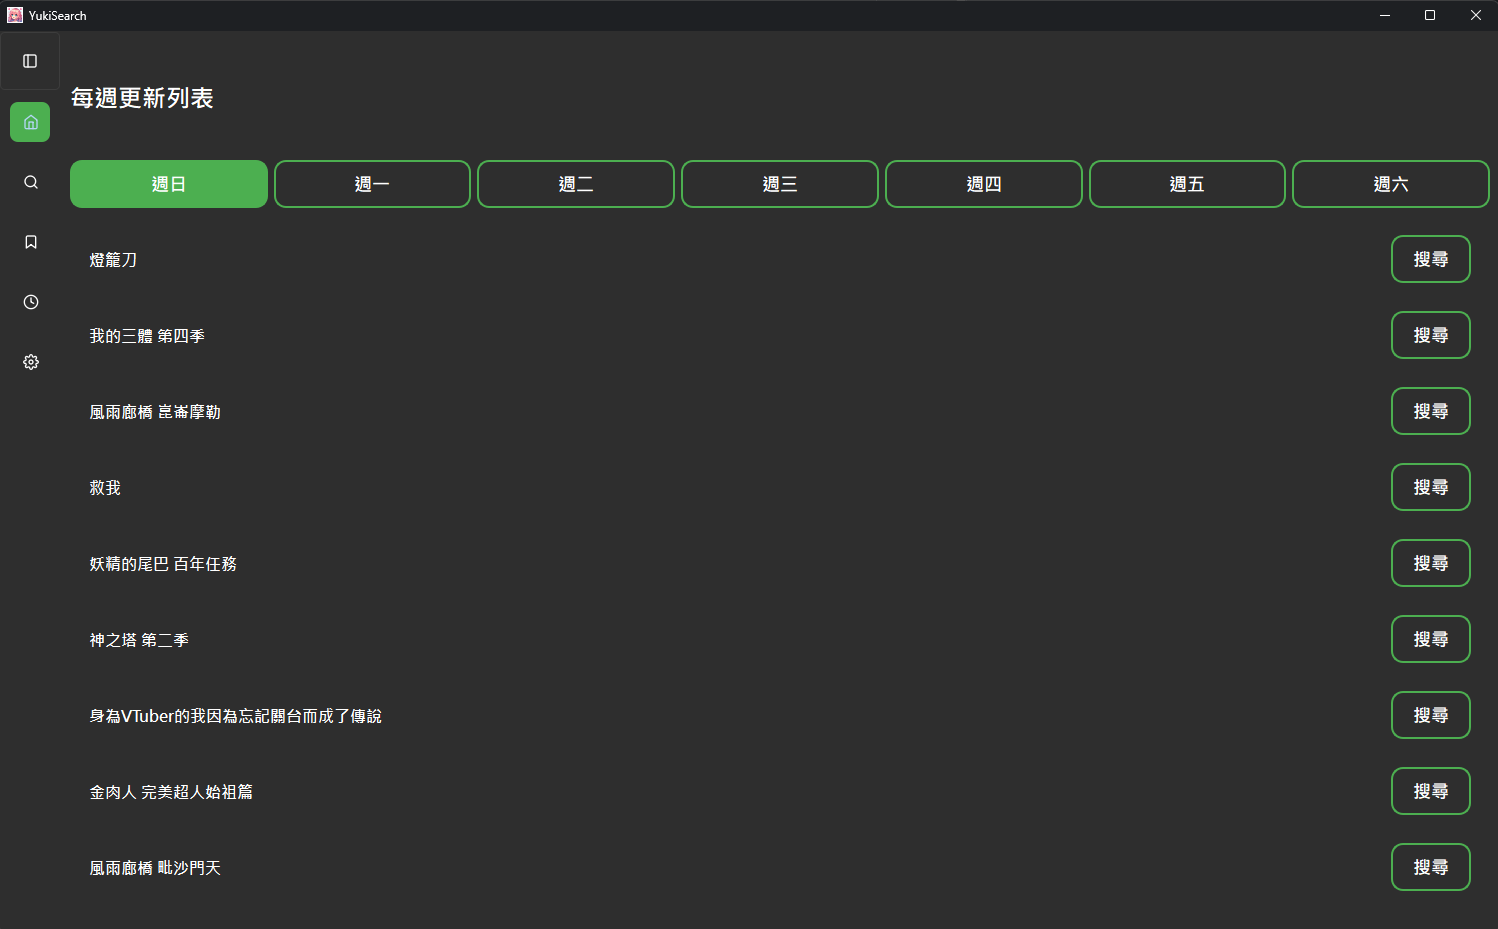 YukiSearch
每週更新列表
週日 週一 週二 週三 週四 週五 週六
燈籠刀 搜尋
我的三體 第四季 搜尋
風雨廊橋 崑崙摩勒 搜尋
救我 搜尋
妖精的尾巴 百年任務 搜尋
神之塔 第二季 搜尋
身為VTuber的我因為忘記關台而成了傳說 搜尋
金肉人 完美超人始祖篇 搜尋
風雨廊橋 毗沙門天 搜尋